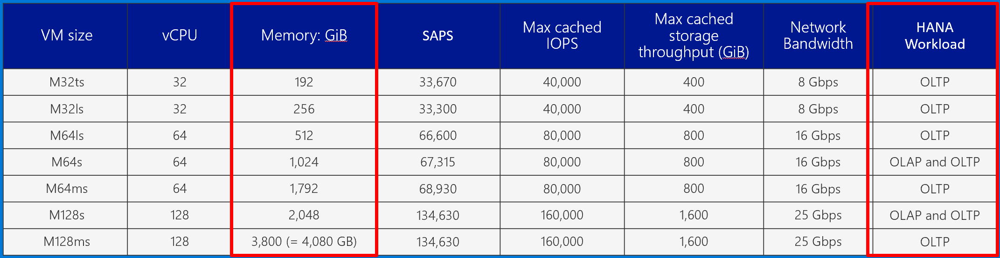 VM size vCPU Memory: GiB SAPS Max cached IOPS Max cached storage throughput (GiB) Network Bandwidth HANA Workload
M32ts 32 192 33,670 40,000 400 8 Gbps OLTP
M32ls 32 256 33,300 40,000 400 8 Gbps OLTP
M64ls 64 512 66,600 80,000 800 16 Gbps OLTP
M64s 64 1,024 67,315 80,000 800 16 Gbps OLAP and OLTP
M64ms 64 1,792 68,930 80,000 800 16 Gbps OLTP
M128s 128 2,048 134,630 160,000 1,600 25 Gbps OLAP and OLTP
M128ms 128 3,800 (= 4,080 GB) 134,630 160,000 1,600 25 Gbps OLTP